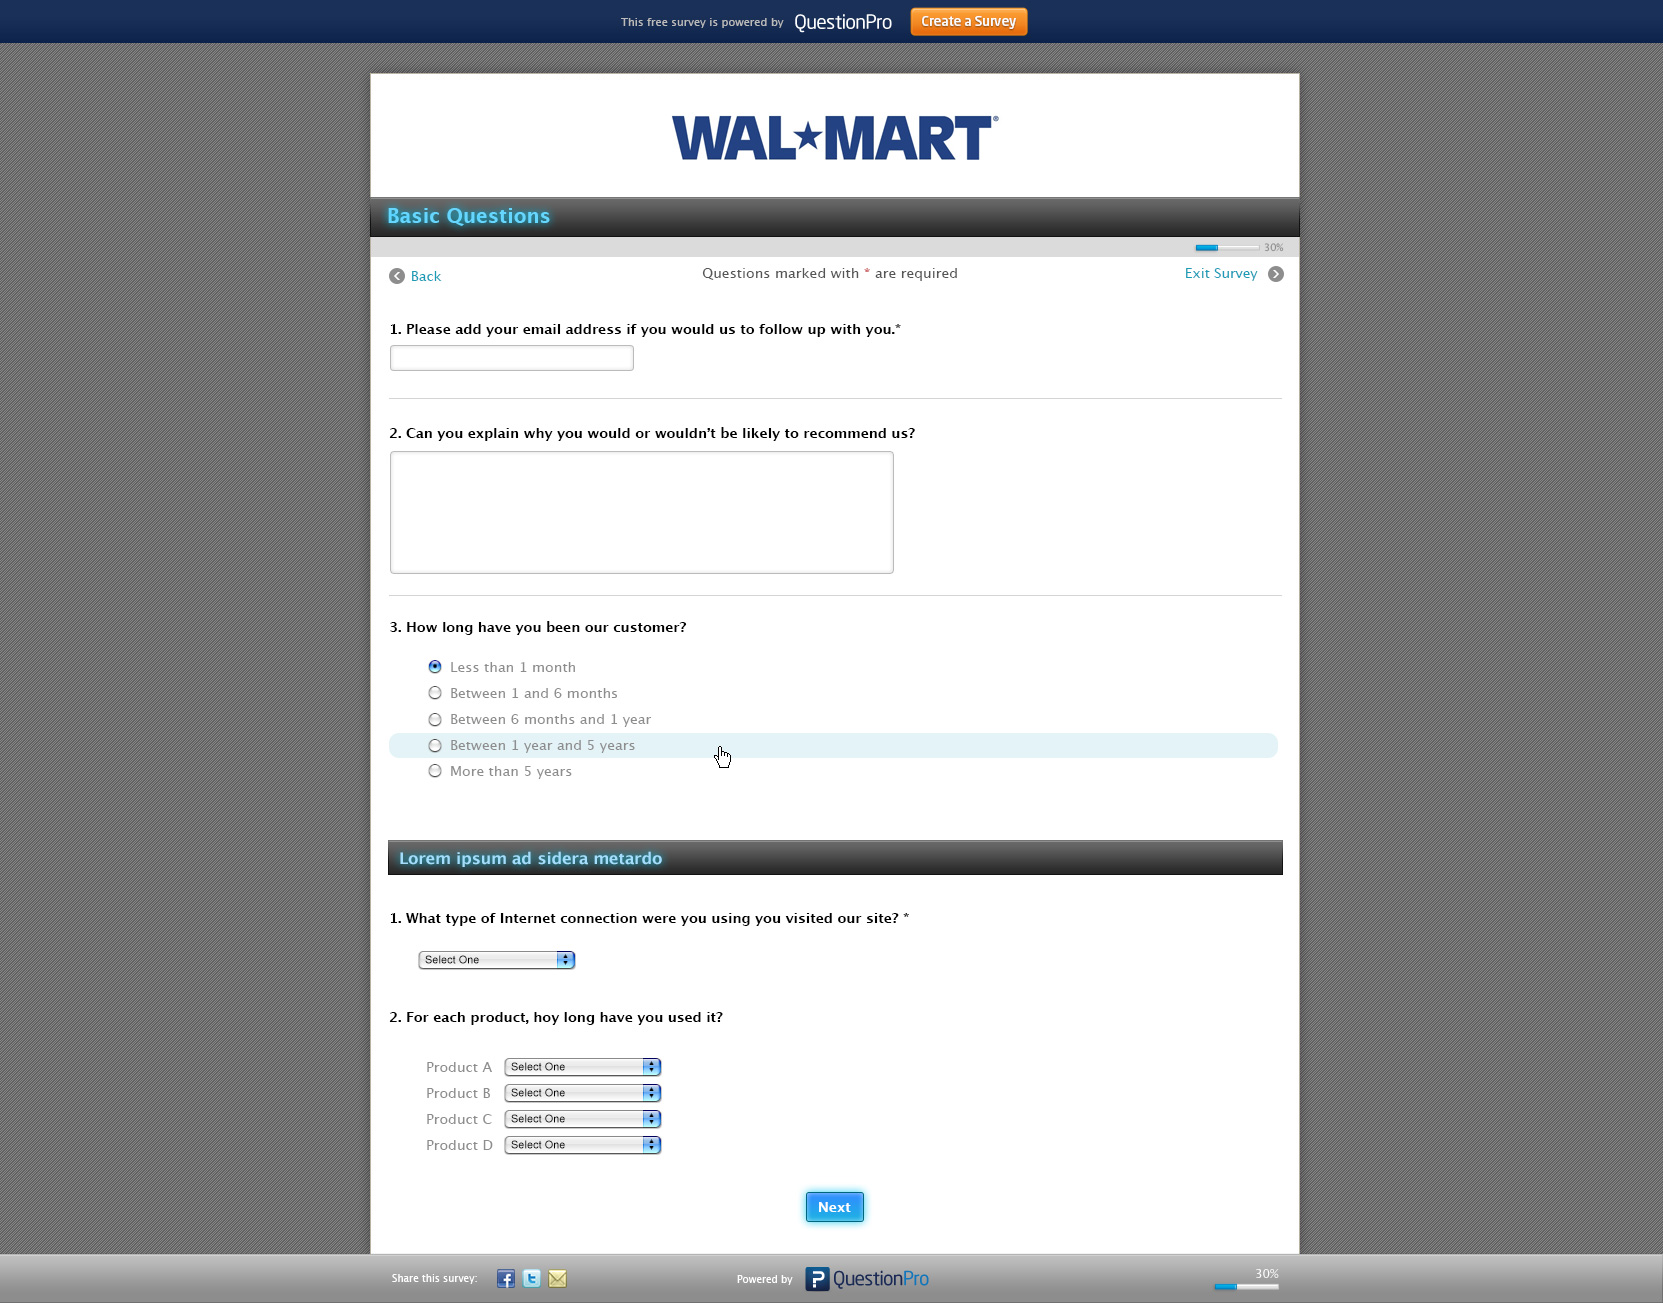 This free survey is powered by QuestionPro Create a Survey
WAL★MART®
Basic Questions
30%
Back Questions marked with * are required Exit Survey
1. Please add your email address if you would us to follow up with you.*
2. Can you explain why you would or wouldn't be likely to recommend us?
3. How long have you been our customer?
Less than 1 month
Between 1 and 6 months
Between 6 months and 1 year
Between 1 year and 5 years
More than 5 years
Lorem ipsum ad sidera metardo
1. What type of Internet connection were you using you visited our site? *
Select One
2. For each product, hoy long have you used it?
Product A Select One
Product B Select One
Product C Select One
Product D Select One
Next
Share this survey: Powered by QuestionPro 30%